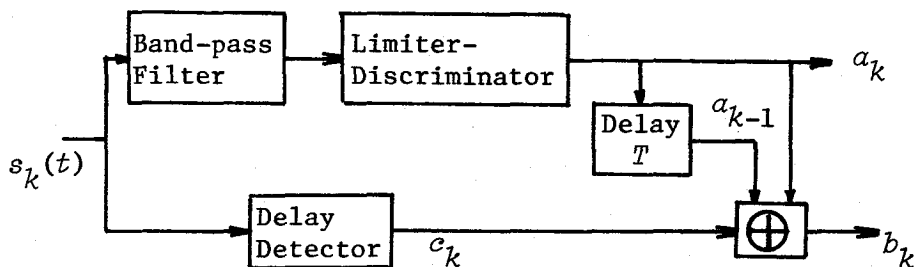 Band-pass
Filter
Limiter-
Discriminator
a_k
Delay
T
a_{k-1}
s_k(t)
Delay
Detector
c_k
⊕
b_k